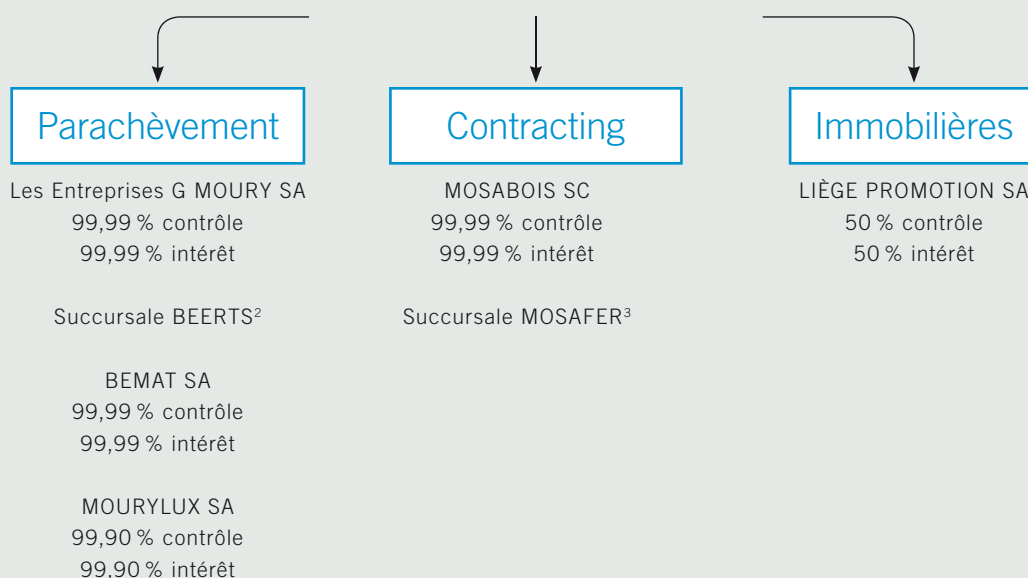 Parachèvement
Les Entreprises G MOURY SA
99,99 % contrôle
99,99 % intérêt
Succursale BEERTS²
BEMAT SA
99,99 % contrôle
99,99 % intérêt
MOURYLUX SA
99,90 % contrôle
99,90 % intérêt
Contracting
MOSABOIS SC
99,99 % contrôle
99,99 % intérêt
Succursale MOSAFER³
Immobilières
LIÈGE PROMOTION SA
50 % contrôle
50 % intérêt